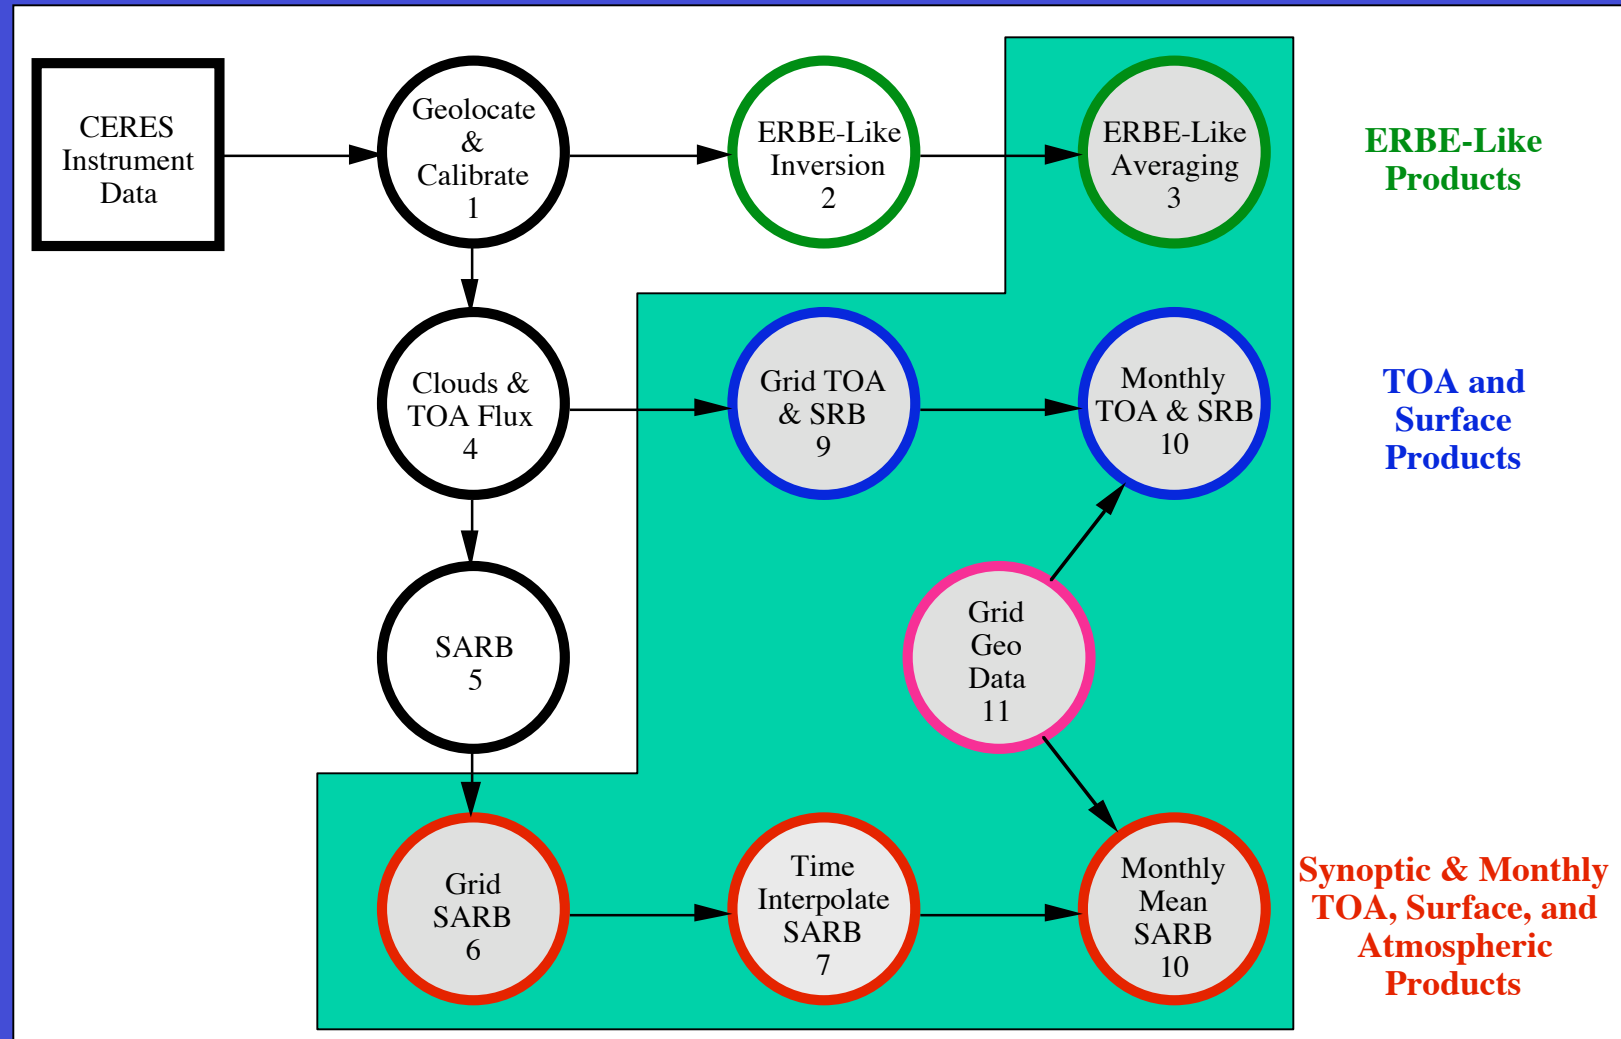 CERES
Instrument
Data
Geolocate
&
Calibrate
1
ERBE-Like
Inversion
2
ERBE-Like
Averaging
3
ERBE-Like
Products
Clouds &
TOA Flux
4
Grid TOA
& SRB
9
Monthly
TOA & SRB
10
TOA and
Surface
Products
SARB
5
Grid
Geo
Data
11
Grid
SARB
6
Time
Interpolate
SARB
7
Monthly
Mean
SARB
10
Synoptic & Monthly
TOA, Surface, and
Atmospheric
Products